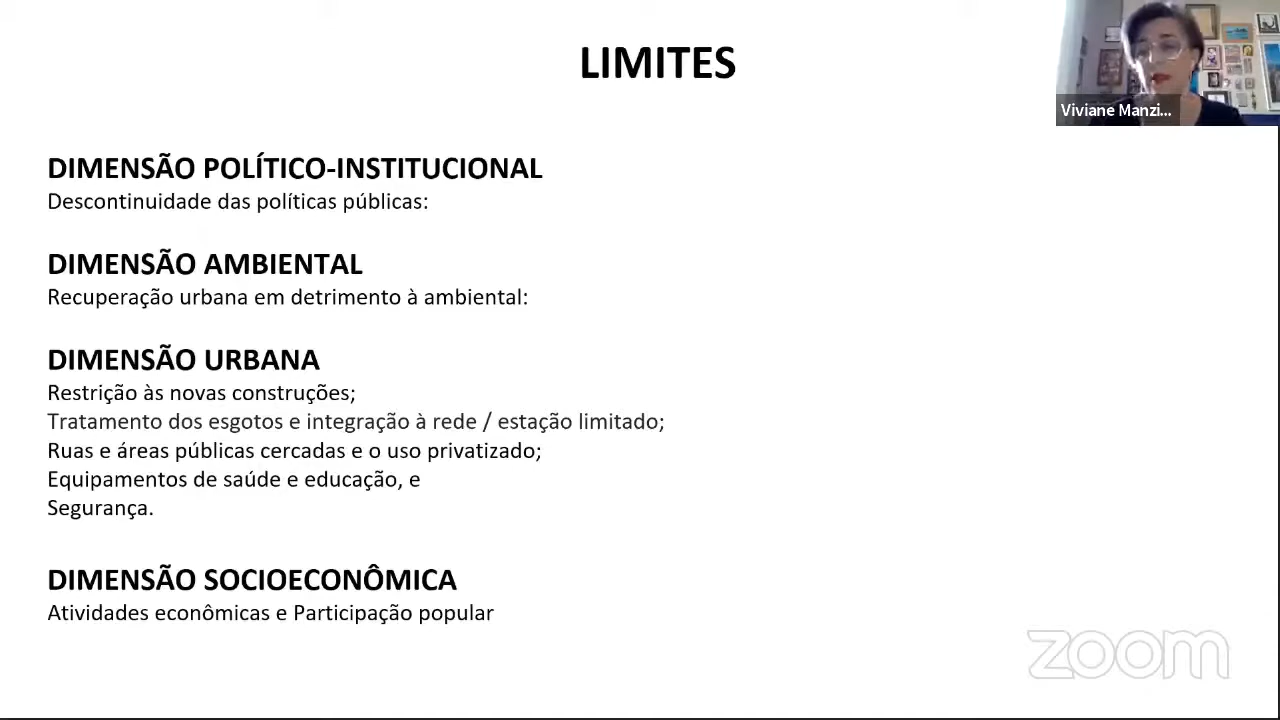 LIMITES
Viviane Manzi...
DIMENSÃO POLÍTICO-INSTITUCIONAL
Descontinuidade das políticas públicas:
DIMENSÃO AMBIENTAL
Recuperação urbana em detrimento à ambiental:
DIMENSÃO URBANA
Restrição às novas construções;
Tratamento dos esgotos e integração à rede / estação limitado;
Ruas e áreas públicas cercadas e o uso privatizado;
Equipamentos de saúde e educação, e
Segurança.
DIMENSÃO SOCIOECONÔMICA
Atividades econômicas e Participação popular
zoom